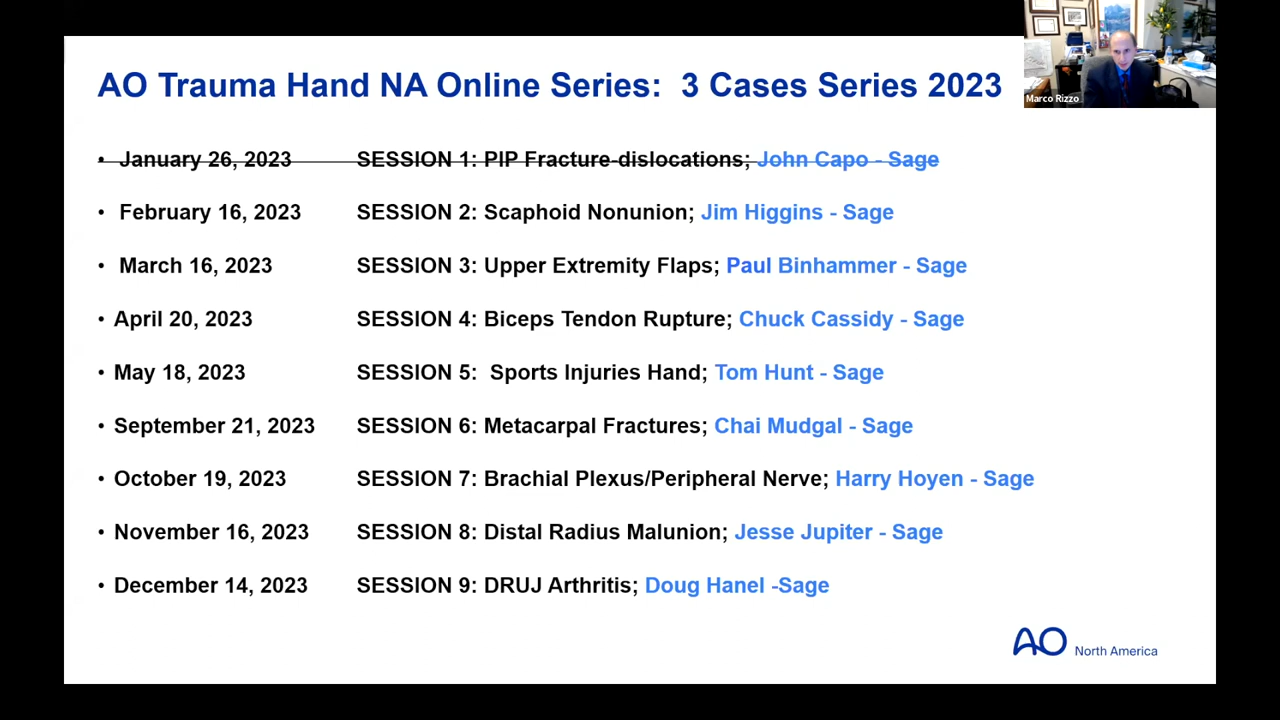 AO Trauma Hand NA Online Series: 3 Cases Series 2023
Marco Rizzo
• January 26, 2023 SESSION 1: PIP Fracture-dislocations; John Capo - Sage
• February 16, 2023 SESSION 2: Scaphoid Nonunion; Jim Higgins - Sage
• March 16, 2023 SESSION 3: Upper Extremity Flaps; Paul Binhammer - Sage
• April 20, 2023 SESSION 4: Biceps Tendon Rupture; Chuck Cassidy - Sage
• May 18, 2023 SESSION 5: Sports Injuries Hand; Tom Hunt - Sage
• September 21, 2023 SESSION 6: Metacarpal Fractures; Chai Mudgal - Sage
• October 19, 2023 SESSION 7: Brachial Plexus/Peripheral Nerve; Harry Hoyen - Sage
• November 16, 2023 SESSION 8: Distal Radius Malunion; Jesse Jupiter - Sage
• December 14, 2023 SESSION 9: DRUJ Arthritis; Doug Hanel -Sage
AO North America